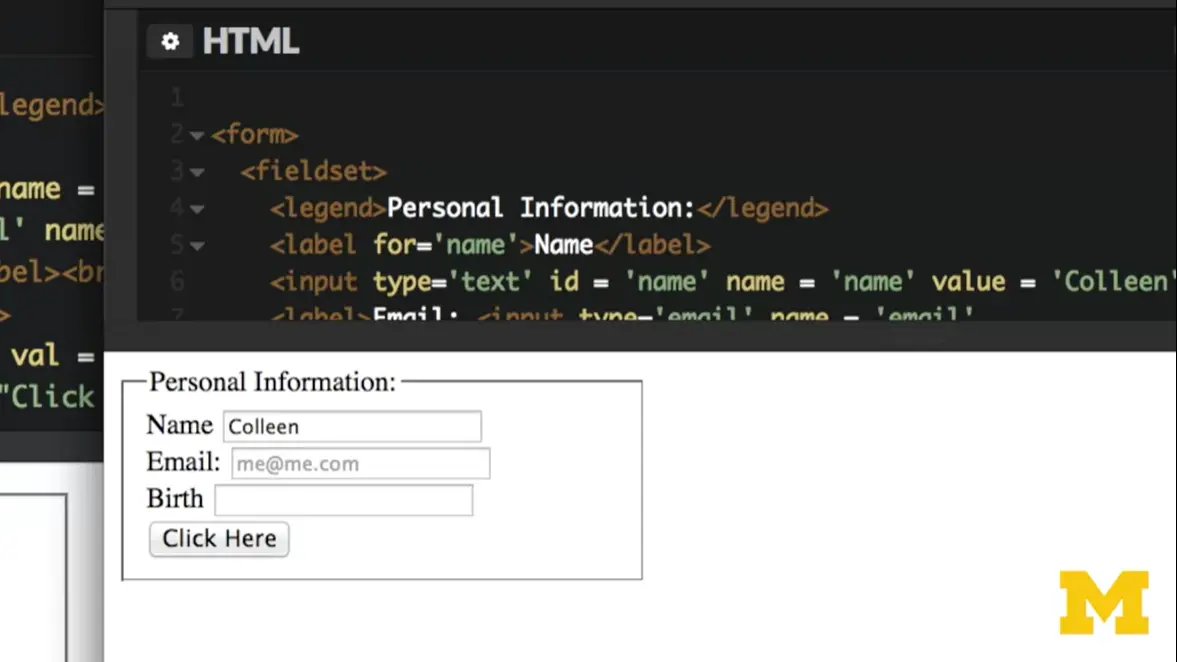 HTML
1
2 <form>
3 <fieldset>
4 <legend>Personal Information:</legend>
5 <label for='name'>Name</label>
6 <input type='text' id = 'name' name = 'name' value = 'Colleen'
7 <label>Email: <input type='email' name = 'email'
legend>
name =
l' name
bel><br
>
val =
"Click
Personal Information:
Name Colleen
Email: me@me.com
Birth
Click Here
M